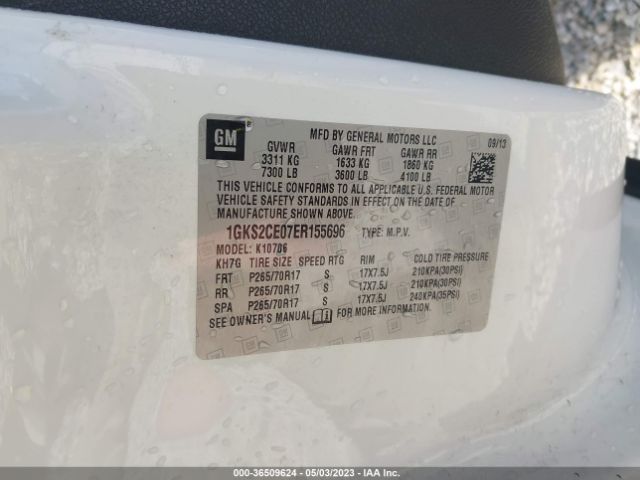 GM
MFD BY GENERAL MOTORS LLC
09/13
GVWR GAWR FRT GAWR RR
3311 KG 1633 KG 1860 KG
7300 LB 3600 LB 4100 LB
THIS VEHICLE CONFORMS TO ALL APPLICABLE U.S. FEDERAL MOTOR
VEHICLE SAFETY STANDARDS IN EFFECT ON THE DATE OF
MANUFACTURE SHOWN ABOVE.
1GKS2CE07ER155696 TYPE: M.P.V.
MODEL: K10706
KH7G TIRE SIZE SPEED RTG RIM COLD TIRE PRESSURE
FRT P265/70R17 S 17X7.5J 210KPA(30PSI)
RR P265/70R17 S 17X7.5J 210KPA(30PSI)
SPA P265/70R17 S 17X7.5J 240KPA(35PSI)
SEE OWNER'S MANUAL FOR MORE INFORMATION.
000-36509624 - 05/03/2023 - IAA Inc.